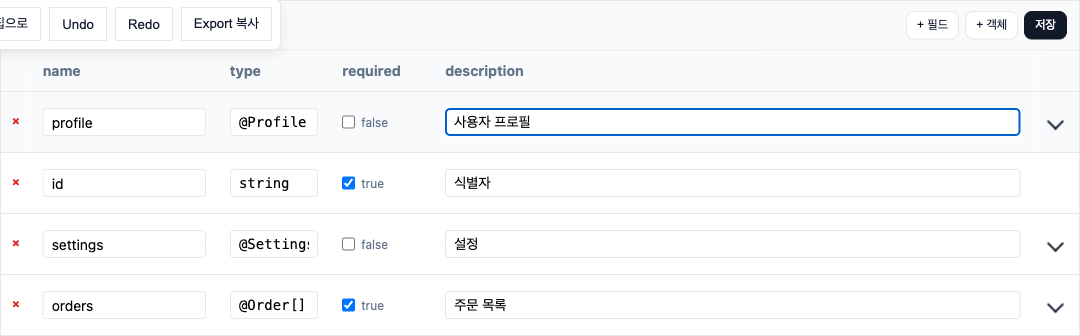 집으로 Undo Redo Export 복사 + 필드 + 객체 저장
name type required description
× profile @Profile false 사용자 프로필
× id string true 식별자
× settings @Settings false 설정
× orders @Order[] true 주문 목록